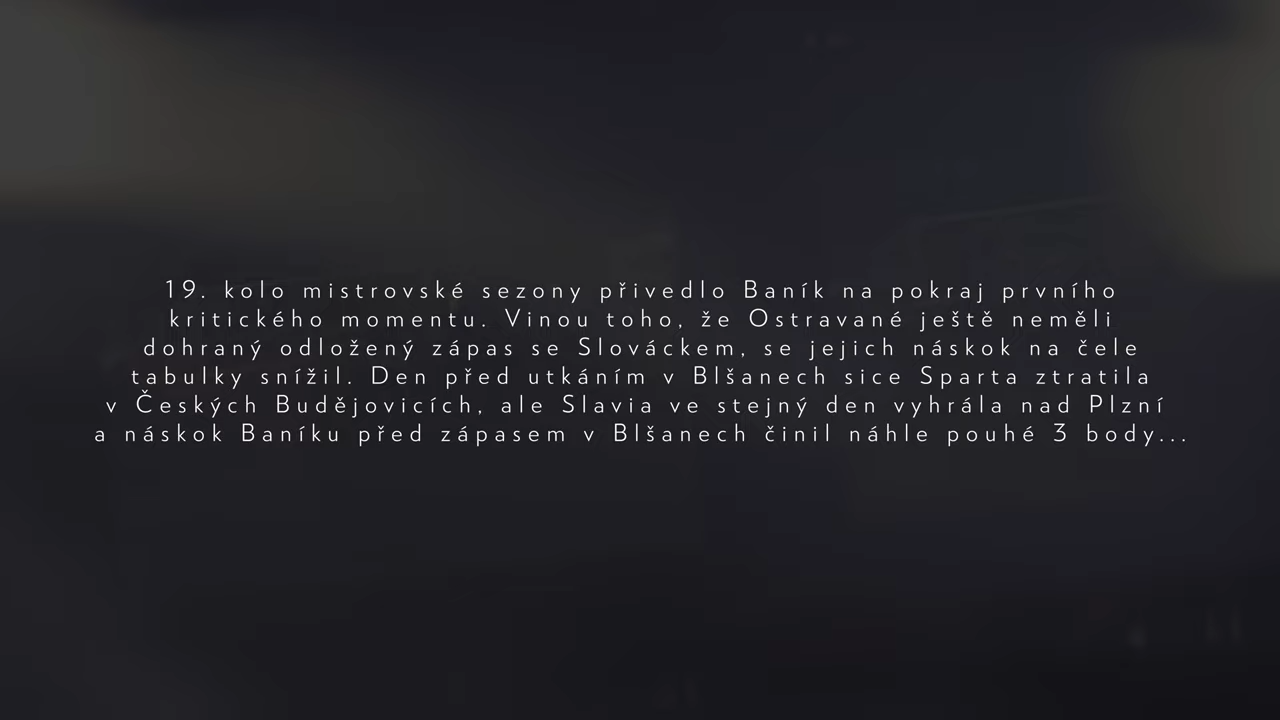 19. kolo mistrovské sezony přivedlo Baník na pokraj prvního
kritického momentu. Vinou toho, že Ostravané ještě neměli
dohraný odložený zápas se Slováckem, se jejich náskok na čele
tabulky snížil. Den před utkáním v Blšanech sice Sparta ztratila
v Českých Budějovicích, ale Slavia ve stejný den vyhrála nad Plzní
a náskok Baníku před zápasem v Blšanech činil náhle pouhé 3 body...